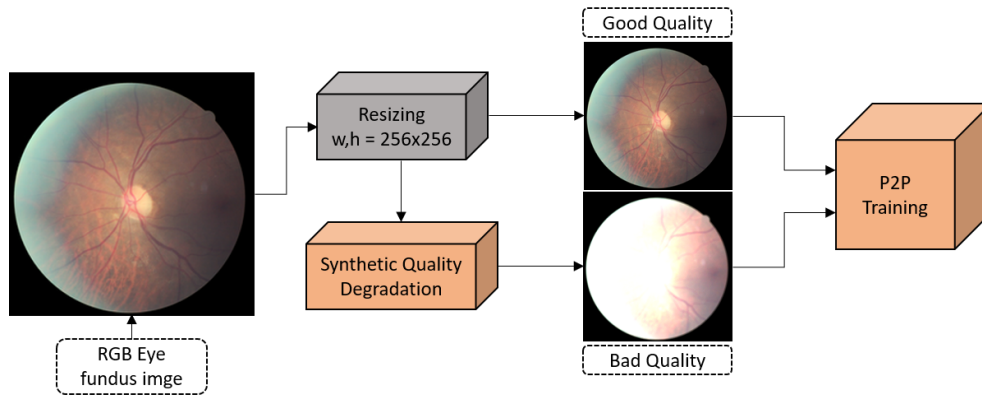 Good Quality
Resizing
w,h = 256x256
P2P
Training
Synthetic Quality
Degradation
RGB Eye
fundus imge
Bad Quality